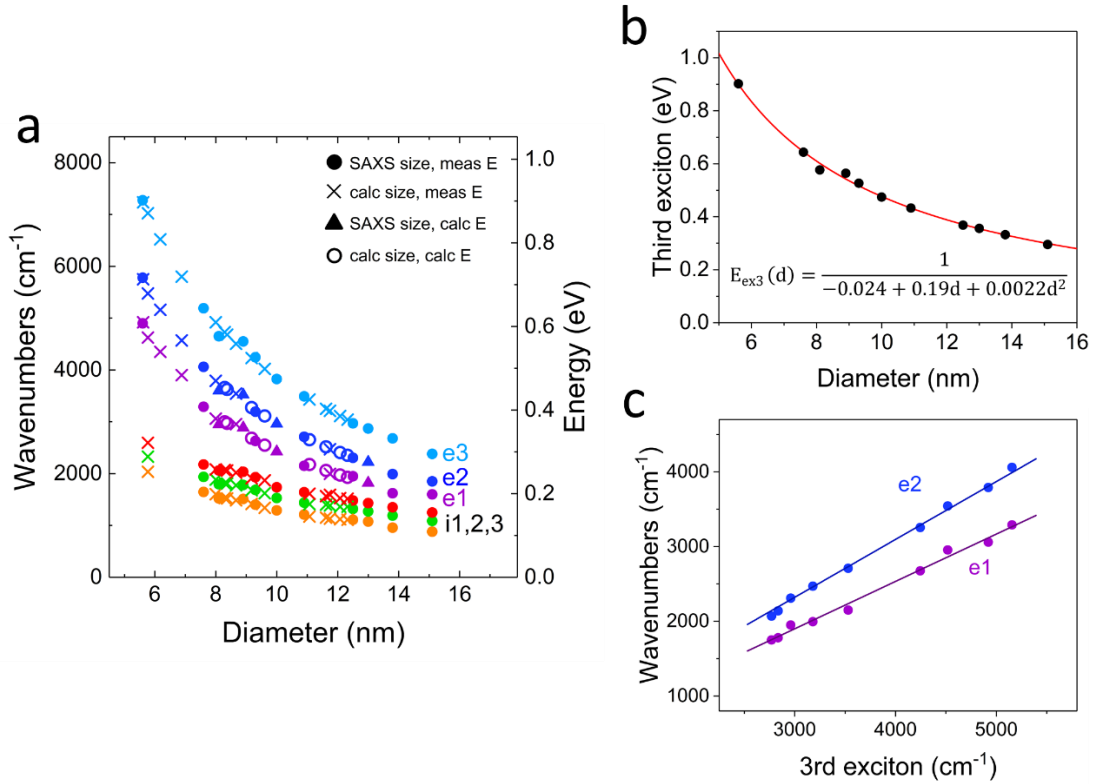 a
8000
6000
4000
2000
0
Wavenumbers (cm⁻¹)
1.0
0.8
0.6
0.4
0.2
0.0
Energy (eV)
SAXS size, meas E
calc size, meas E
SAXS size, calc E
calc size, calc E
e3
e2
e1
i1,2,3
6 8 10 12 14 16
Diameter (nm)
b
1.0
0.8
0.6
0.4
0.2
0.0
Third exciton (eV)
E_ex3 (d) = 1 / (−0.024 + 0.19d + 0.0022d²)
6 8 10 12 14 16
Diameter (nm)
c
4000
3000
2000
1000
Wavenumbers (cm⁻¹)
e2
e1
3000 4000 5000
3rd exciton (cm⁻¹)